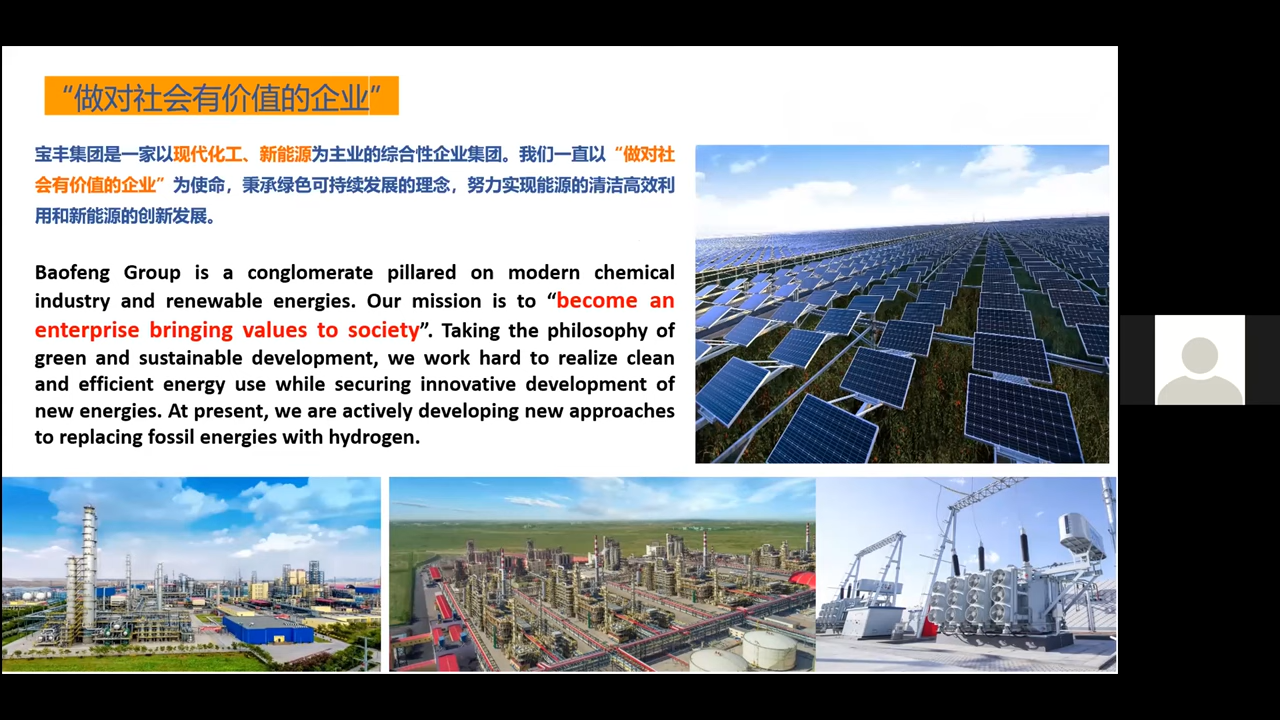 “做对社会有价值的企业”
宝丰集团是一家以现代化工、新能源为主业的综合性企业集团。我们一直以“做对社
会有价值的企业”为使命，秉承绿色可持续发展的理念，努力实现能源的清洁高效利
用和新能源的创新发展。
Baofeng Group is a conglomerate pillared on modern chemical
industry and renewable energies. Our mission is to “become an
enterprise bringing values to society”. Taking the philosophy of
green and sustainable development, we work hard to realize clean
and efficient energy use while securing innovative development of
new energies. At present, we are actively developing new approaches
to replacing fossil energies with hydrogen.